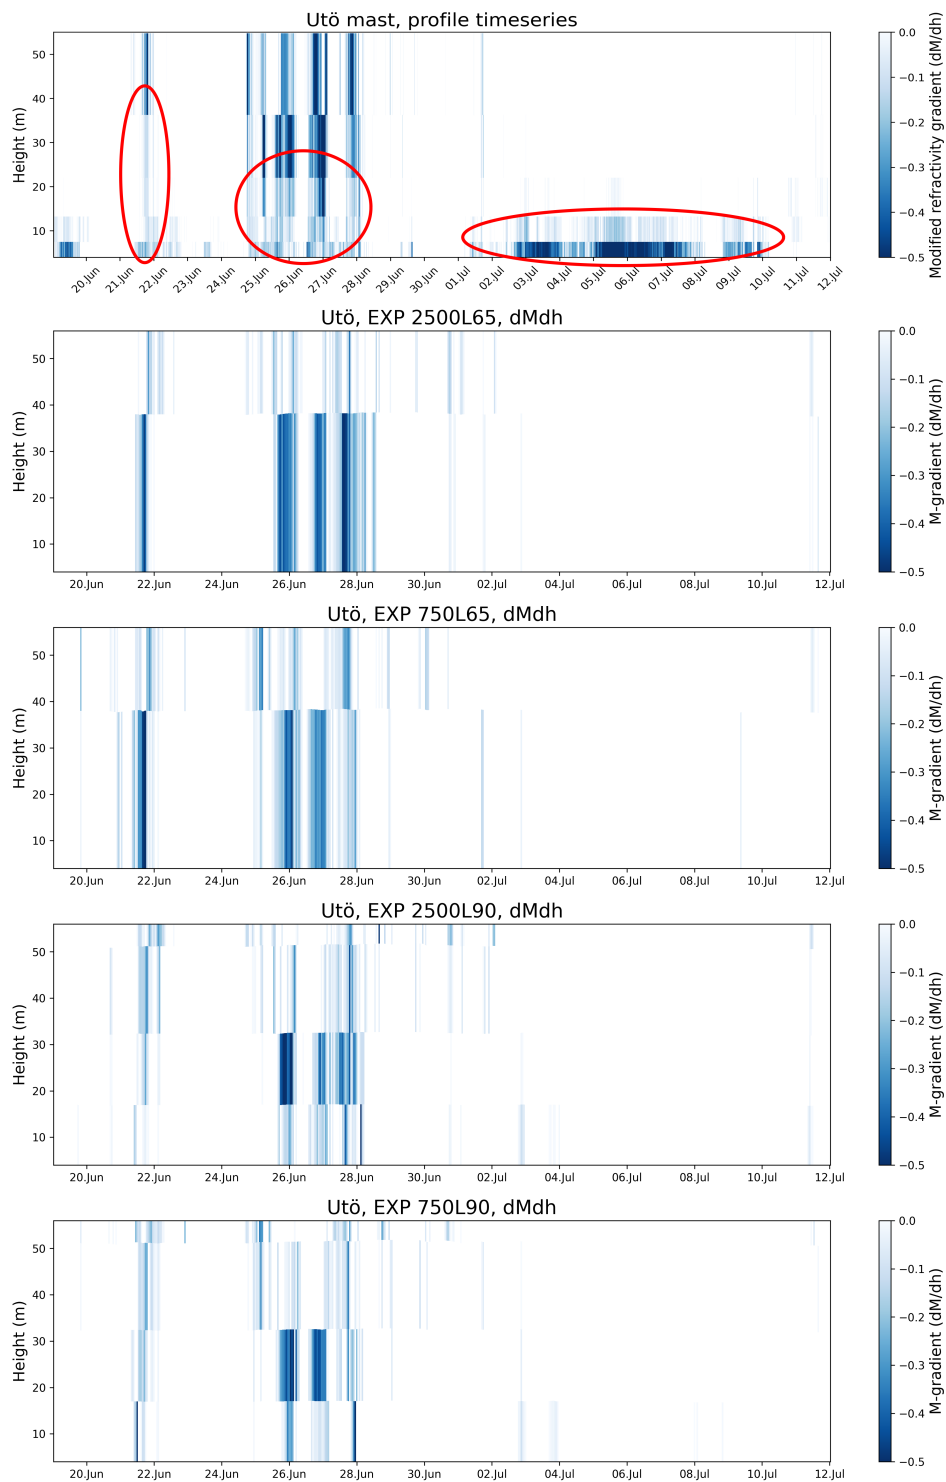 Utö mast, profile timeseries
50
40
30
20
10
Height (m)
20.Jun 21.Jun 22.Jun 23.Jun 24.Jun 25.Jun 26.Jun 27.Jun 28.Jun 29.Jun 30.Jun 01.Jul 02.Jul 03.Jul 04.Jul 05.Jul 06.Jul 07.Jul 08.Jul 09.Jul 10.Jul 11.Jul 12.Jul
0.0
−0.1
−0.2
−0.3
−0.4
−0.5
Modified refractivity gradient (dM/dh)
Utö, EXP 2500L65, dMdh
50
40
30
20
10
Height (m)
20.Jun 22.Jun 24.Jun 26.Jun 28.Jun 30.Jun 02.Jul 04.Jul 06.Jul 08.Jul 10.Jul 12.Jul
0.0
−0.1
−0.2
−0.3
−0.4
−0.5
M-gradient (dM/dh)
Utö, EXP 750L65, dMdh
50
40
30
20
10
Height (m)
20.Jun 22.Jun 24.Jun 26.Jun 28.Jun 30.Jun 02.Jul 04.Jul 06.Jul 08.Jul 10.Jul 12.Jul
0.0
−0.1
−0.2
−0.3
−0.4
−0.5
M-gradient (dM/dh)
Utö, EXP 2500L90, dMdh
50
40
30
20
10
Height (m)
20.Jun 22.Jun 24.Jun 26.Jun 28.Jun 30.Jun 02.Jul 04.Jul 06.Jul 08.Jul 10.Jul 12.Jul
0.0
−0.1
−0.2
−0.3
−0.4
−0.5
M-gradient (dM/dh)
Utö, EXP 750L90, dMdh
50
40
30
20
10
Height (m)
20.Jun 22.Jun 24.Jun 26.Jun 28.Jun 30.Jun 02.Jul 04.Jul 06.Jul 08.Jul 10.Jul 12.Jul
0.0
−0.1
−0.2
−0.3
−0.4
−0.5
M-gradient (dM/dh)